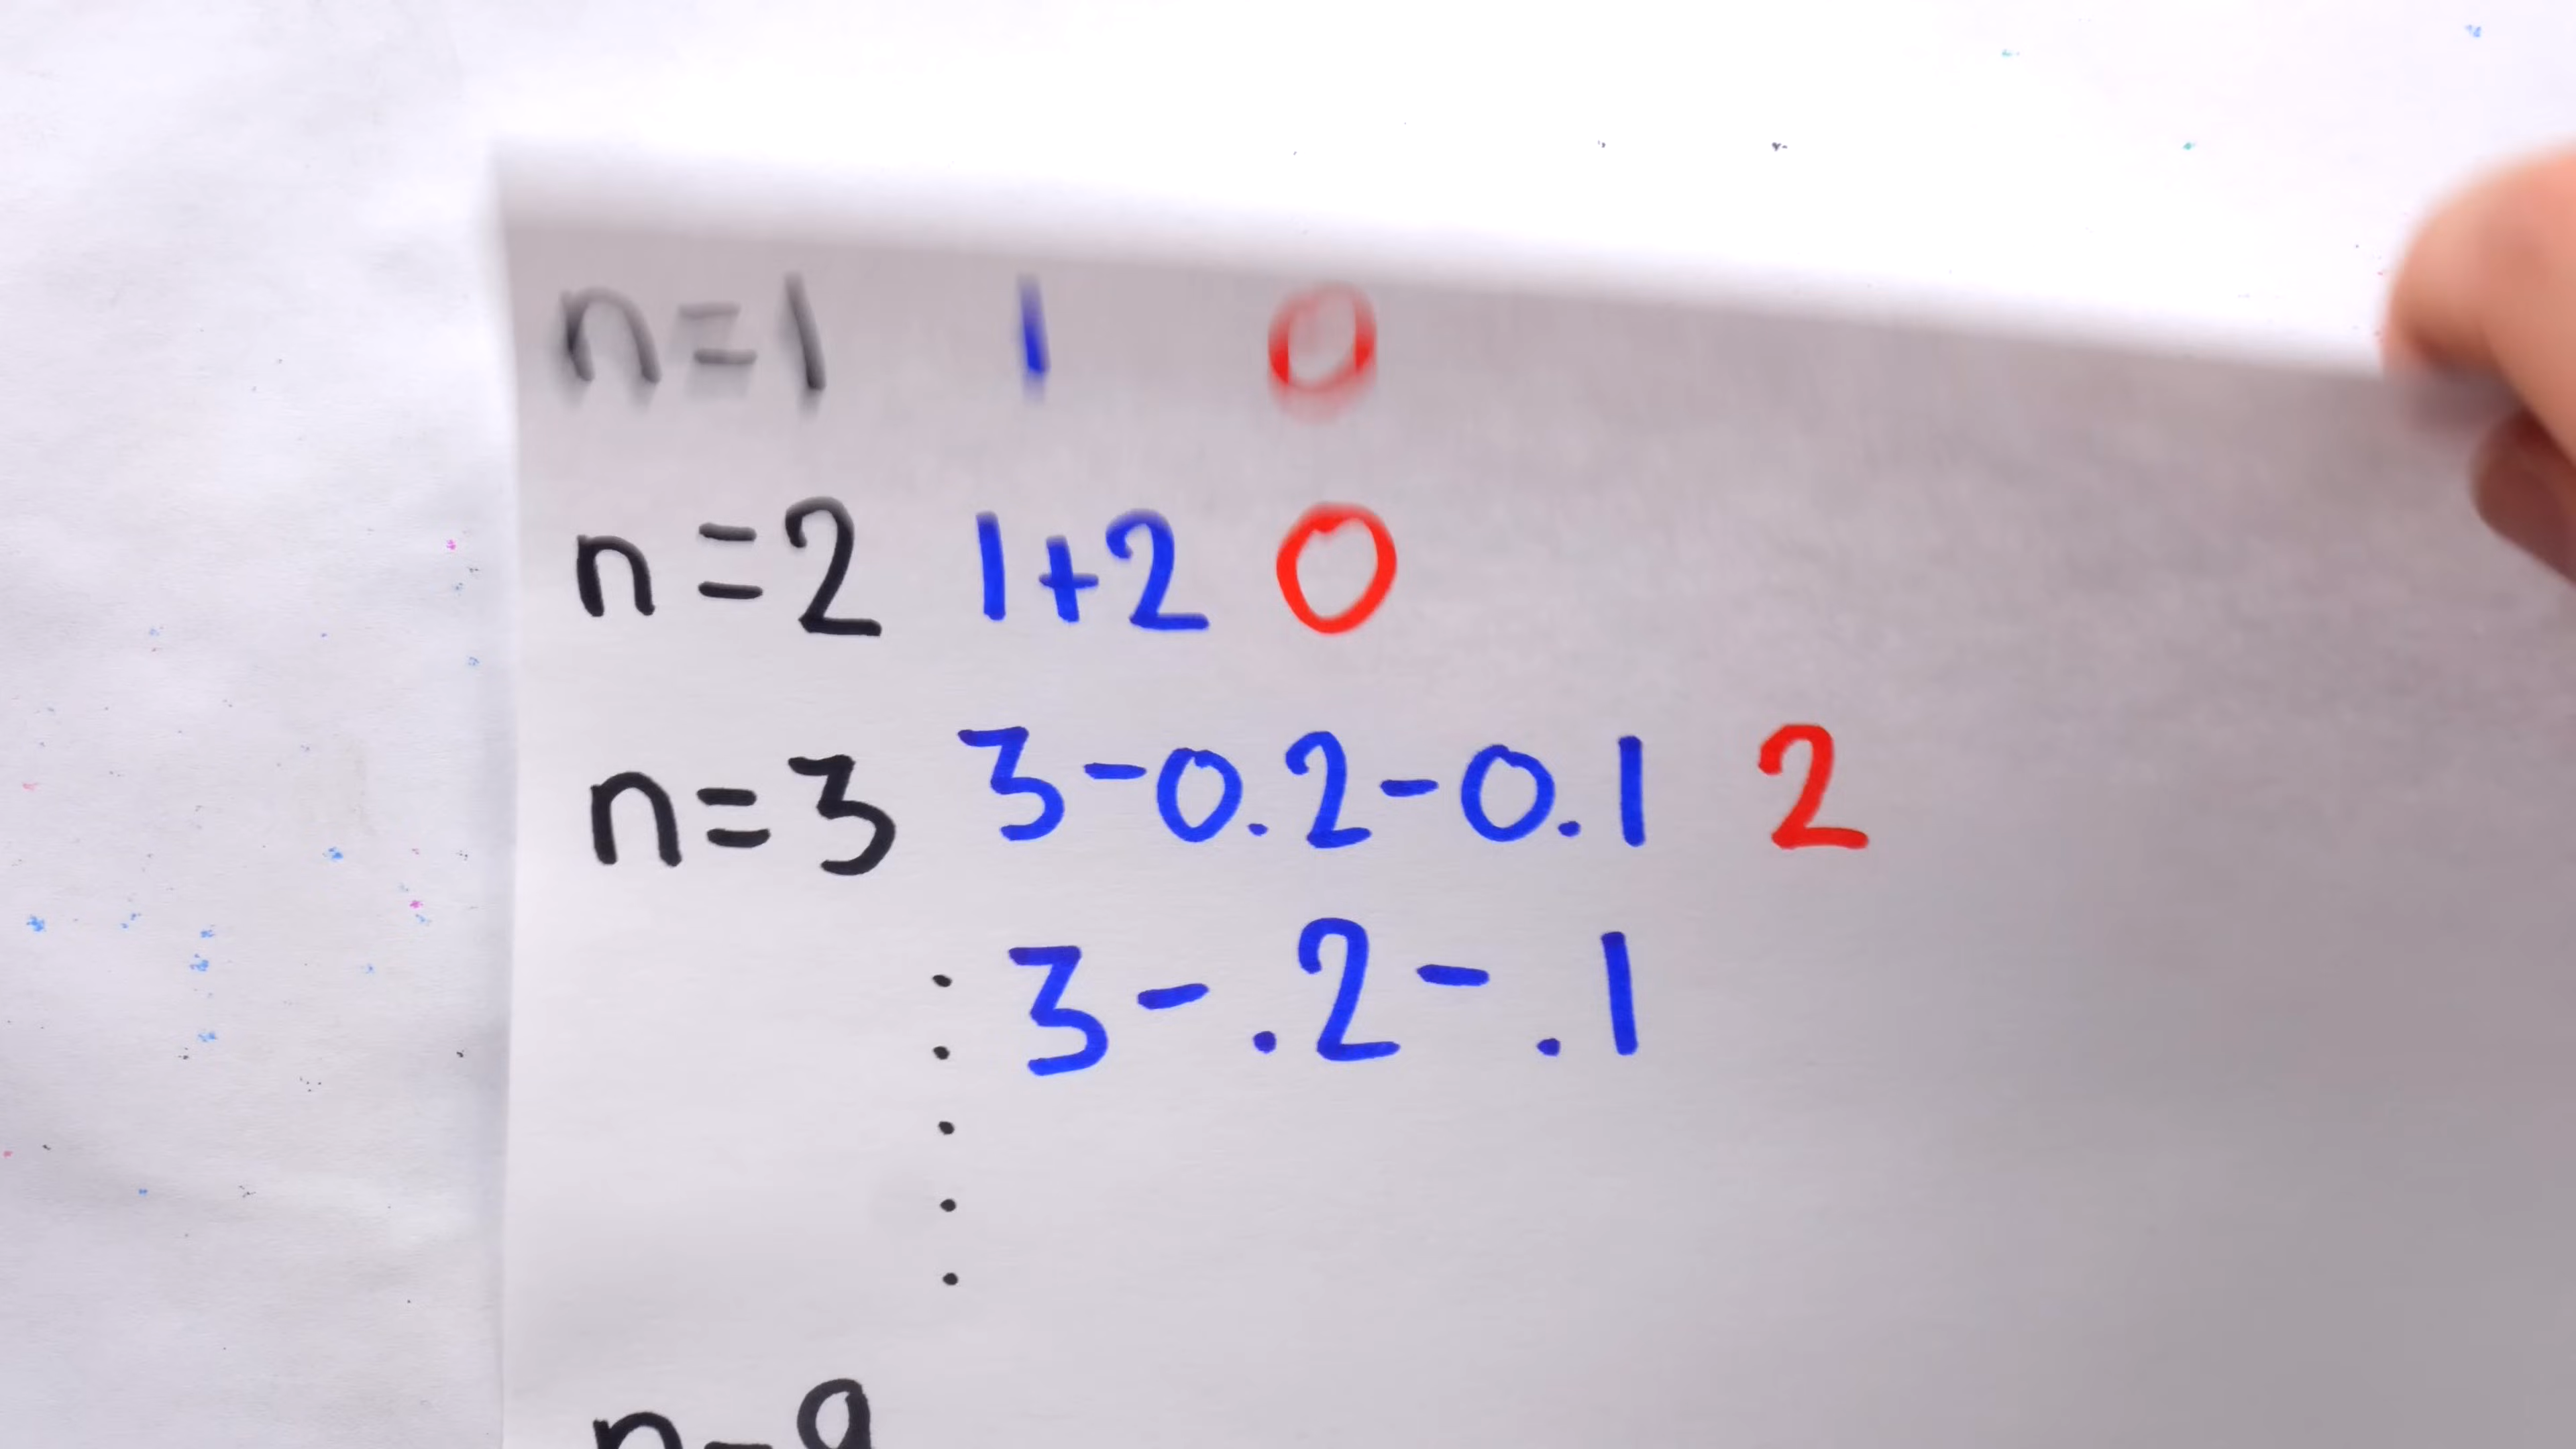 n=1 1 0
n=2 1+2 0
n=3 3-0.2-0.1 2
3-.2-.1